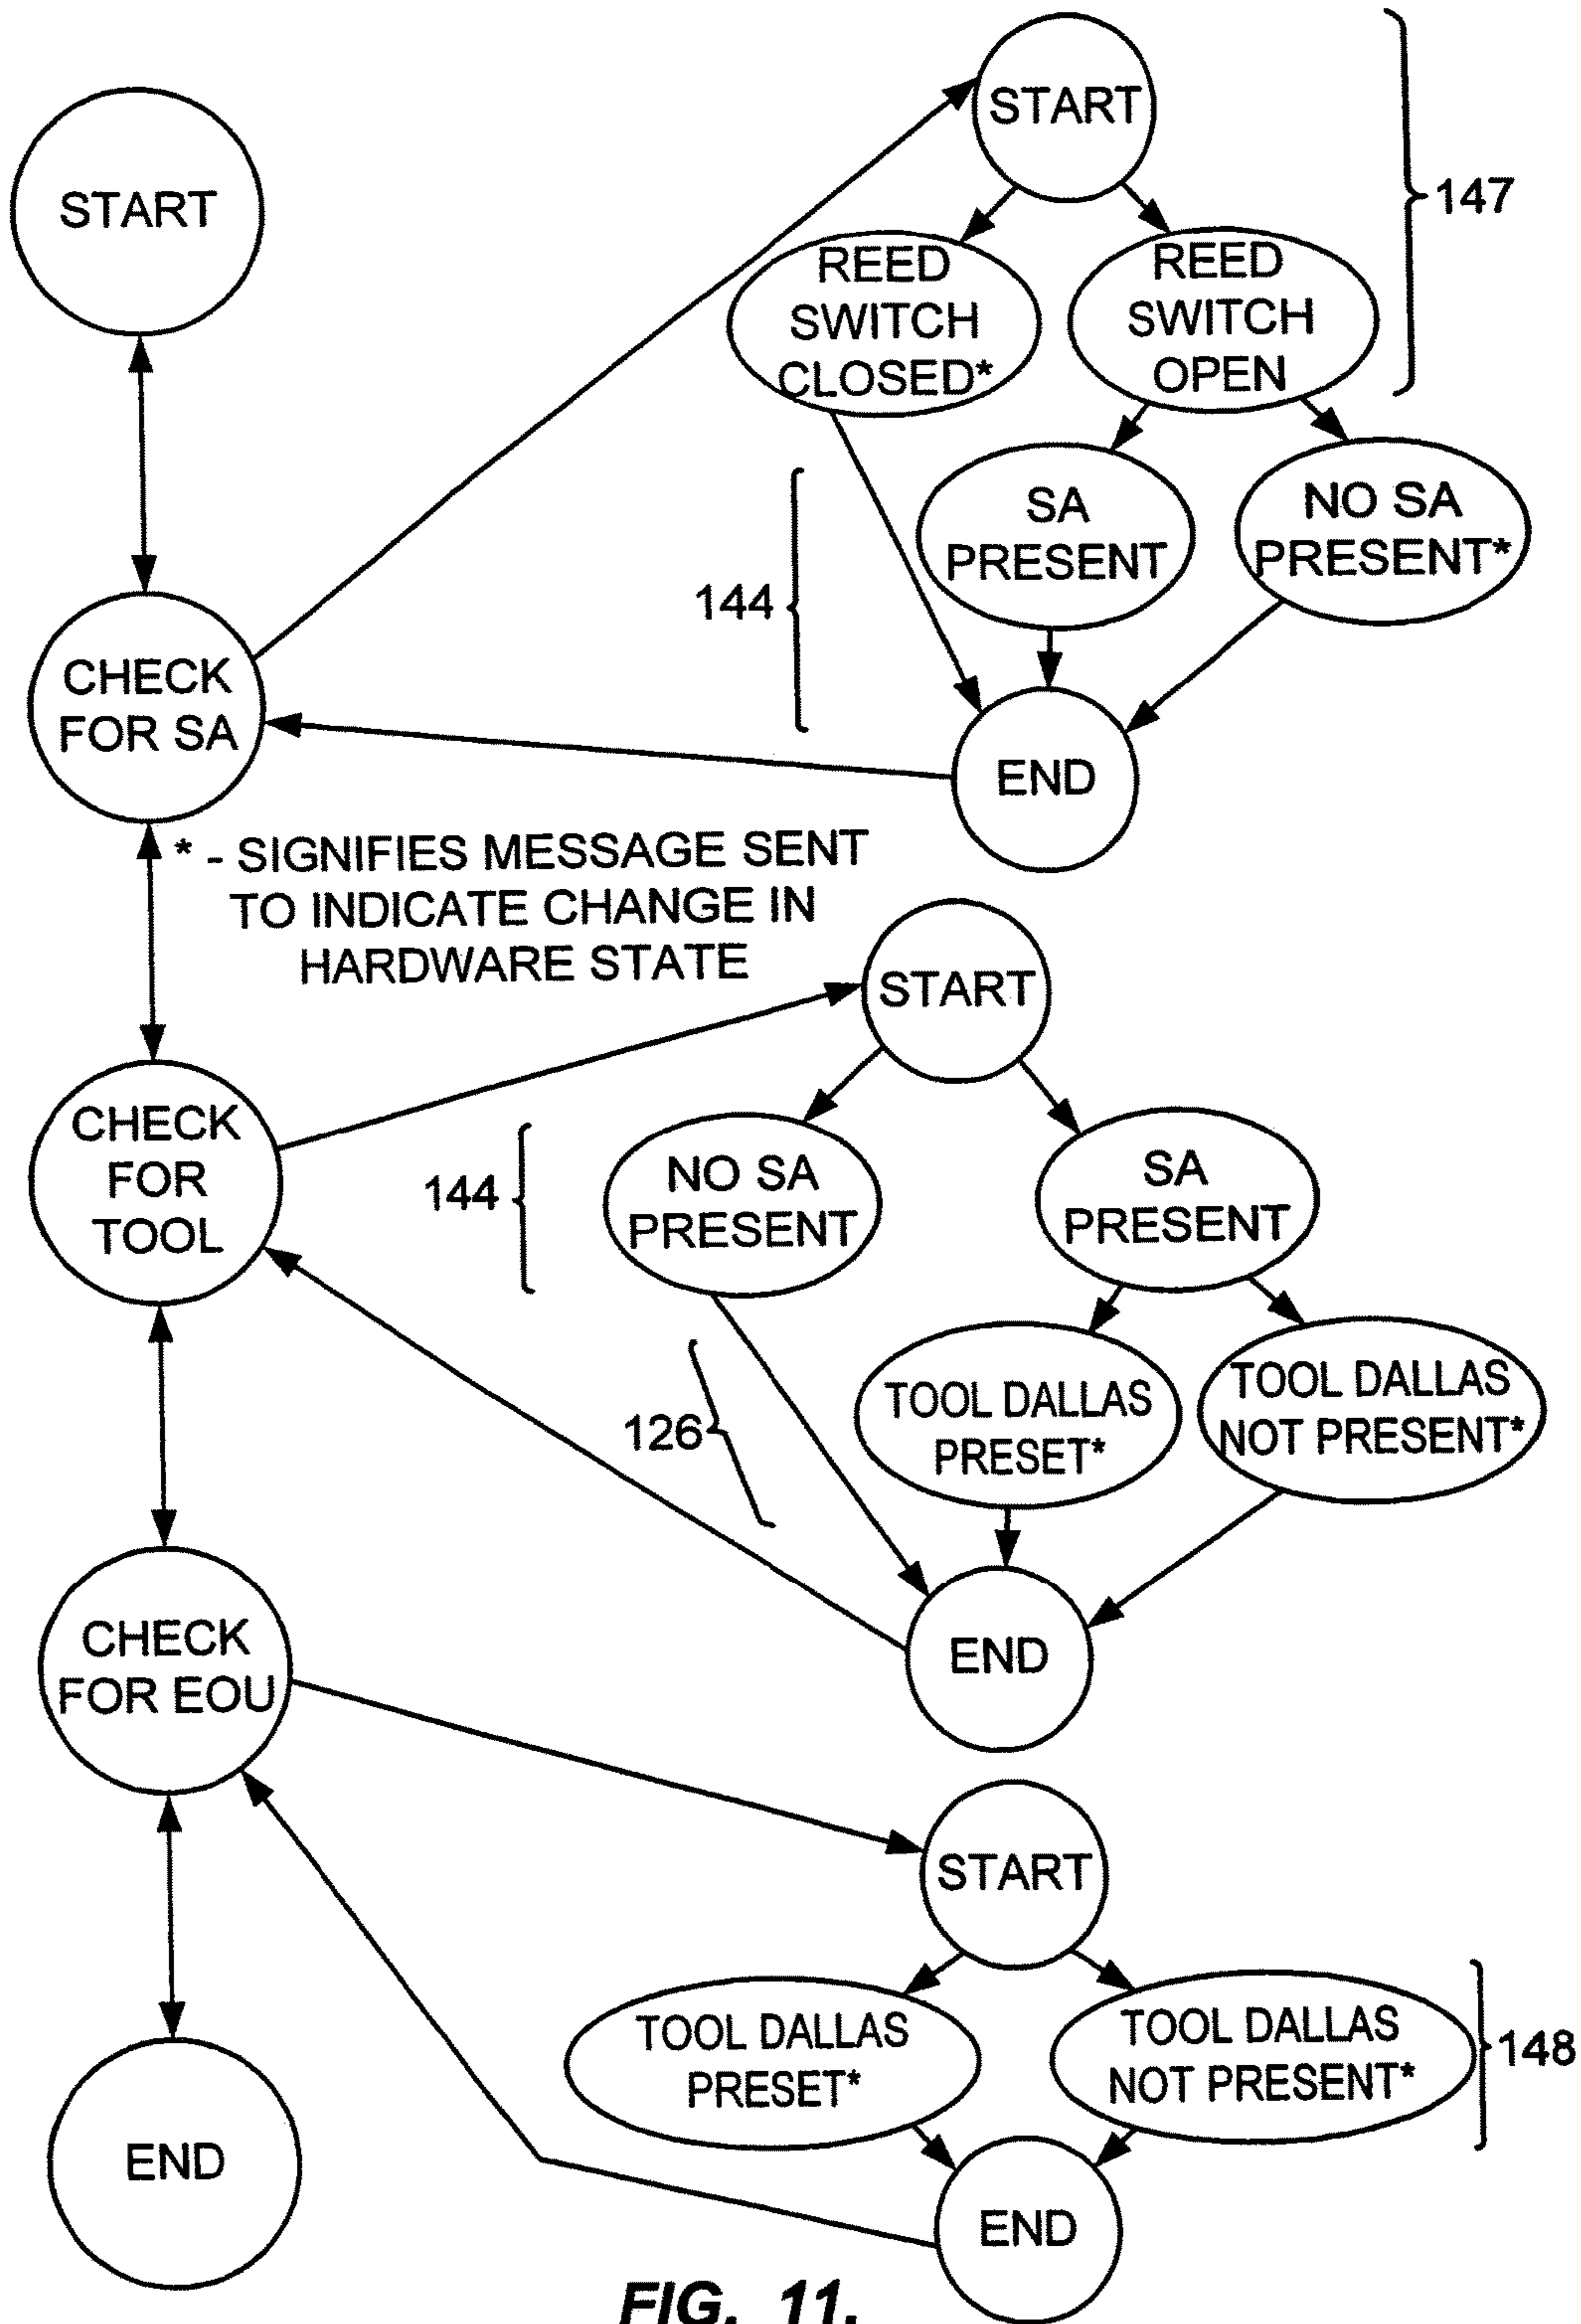 START
START
147
REED
SWITCH
CLOSED*
REED
SWITCH
OPEN
SA
PRESENT
NO SA
PRESENT*
144
CHECK
FOR SA
END
* - SIGNIFIES MESSAGE SENT
TO INDICATE CHANGE IN
HARDWARE STATE
START
CHECK
FOR
TOOL
144
NO SA
PRESENT
SA
PRESENT
126
TOOL DALLAS
PRESET*
TOOL DALLAS
NOT PRESENT*
END
CHECK
FOR EOU
START
TOOL DALLAS
PRESET*
TOOL DALLAS
NOT PRESENT*
148
END
END
FIG. 11.